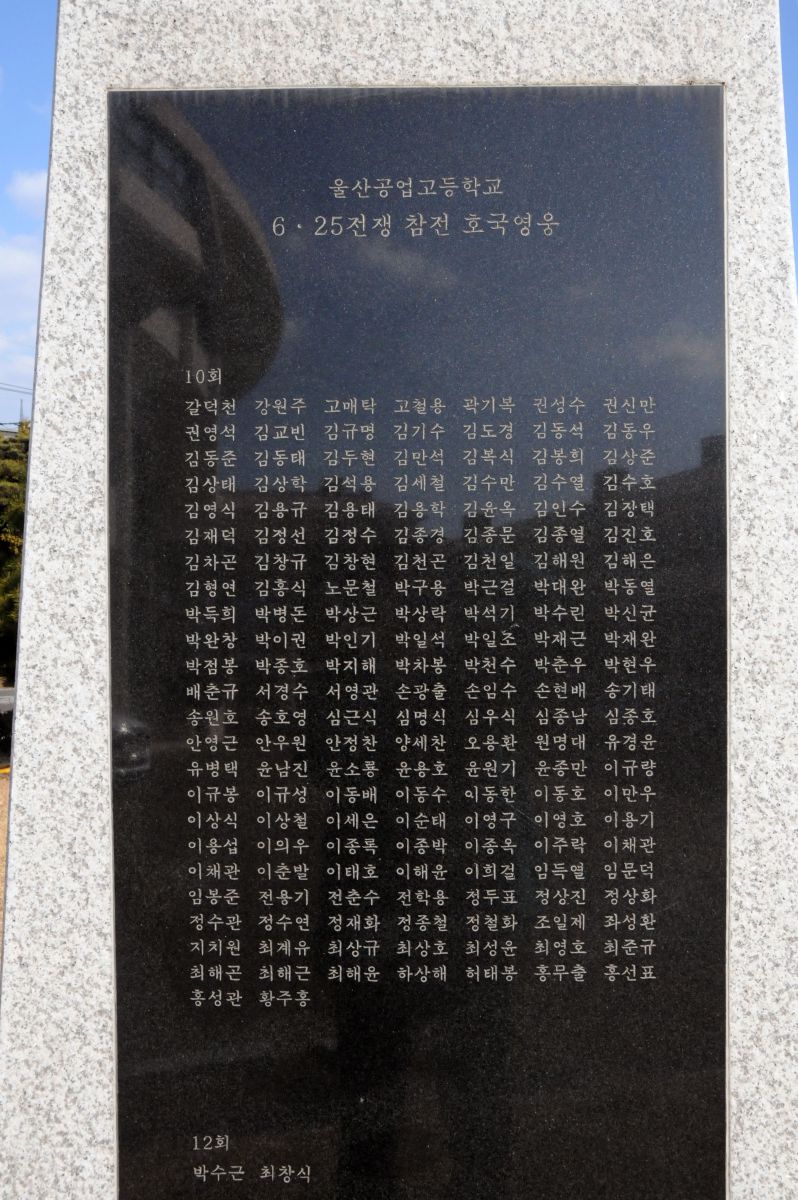 울산공업고등학교
6·25전쟁 참전 호국영웅
10회
갈덕천 강원주 고매탁 고철용 곽기복 권성수 권신만
권영석 김교빈 김규명 김기수 김도경 김동석 김동우
김동준 김동태 김두현 김만석 김복식 김봉희 김상준
김상태 김상학 김석용 김세철 김수만 김수열 김수호
김영식 김용규 김용태 김용학 김윤옥 김인수 김장택
김재덕 김정선 김정수 김종경 김종문 김종열 김진호
김차곤 김창규 김창현 김천곤 김천일 김해원 김해은
김형연 김흥식 노문철 박구용 박근걸 박대완 박동열
박득희 박병돈 박상근 박상락 박석기 박수린 박신균
박완창 박이권 박인기 박일석 박일조 박재근 박재완
박점봉 박종호 박지해 박차봉 박천수 박춘우 박현우
배춘규 서경수 서영관 손광출 손임수 손현배 송기태
송원호 송호영 심근식 심명식 심우식 심종남 심종호
안영근 안우원 안정찬 양세찬 오용환 원명대 유경윤
유병택 윤남진 윤소룡 윤용호 윤원기 윤종만 이규량
이규봉 이규성 이동배 이동수 이동한 이동호 이만우
이상식 이상철 이세은 이순태 이영구 이영호 이용기
이용섭 이의우 이종록 이종박 이종옥 이주락 이채관
이채관 이춘발 이태호 이해윤 이희걸 임득열 임문덕
임봉준 전용기 전춘수 전학용 정두표 정상진 정상화
정수관 정수연 정재화 정종철 정철화 조일제 좌성환
지치원 최계유 최상규 최상호 최성윤 최영호 최준규
최해곤 최해근 최해윤 하상해 허태봉 홍무출 홍선표
홍성관 황주홍
12회
박수근 최창식